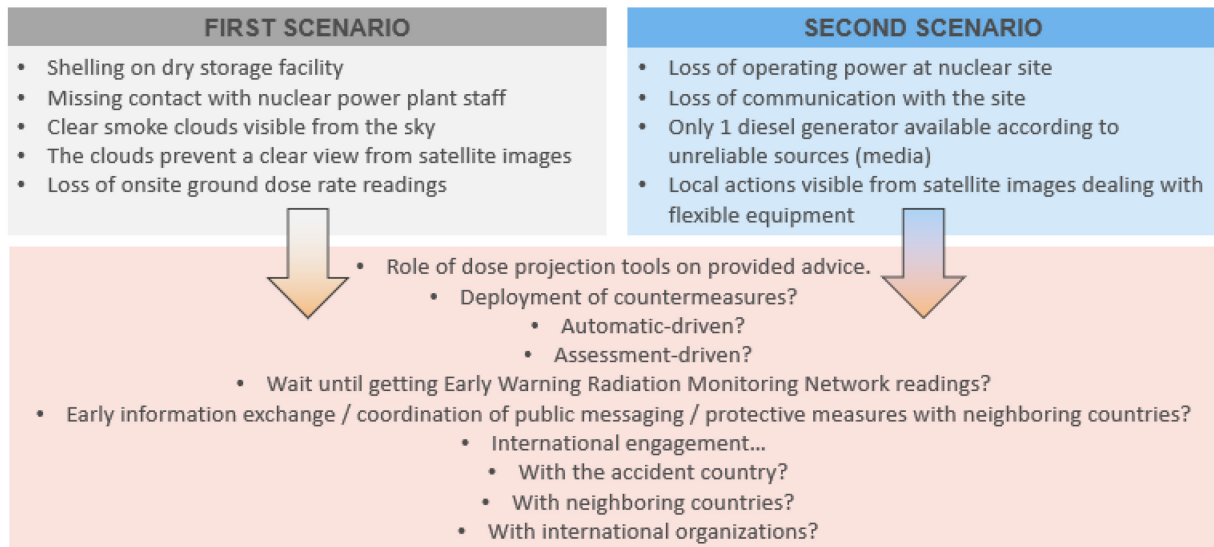 FIRST SCENARIO
• Shelling on dry storage facility
• Missing contact with nuclear power plant staff
• Clear smoke clouds visible from the sky
• The clouds prevent a clear view from satellite images
• Loss of onsite ground dose rate readings
SECOND SCENARIO
• Loss of operating power at nuclear site
• Loss of communication with the site
• Only 1 diesel generator available according to
unreliable sources (media)
• Local actions visible from satellite images dealing with
flexible equipment
• Role of dose projection tools on provided advice.
• Deployment of countermeasures?
• Automatic-driven?
• Assessment-driven?
• Wait until getting Early Warning Radiation Monitoring Network readings?
• Early information exchange / coordination of public messaging / protective measures with neighboring countries?
• International engagement…
• With the accident country?
• With neighboring countries?
• With international organizations?